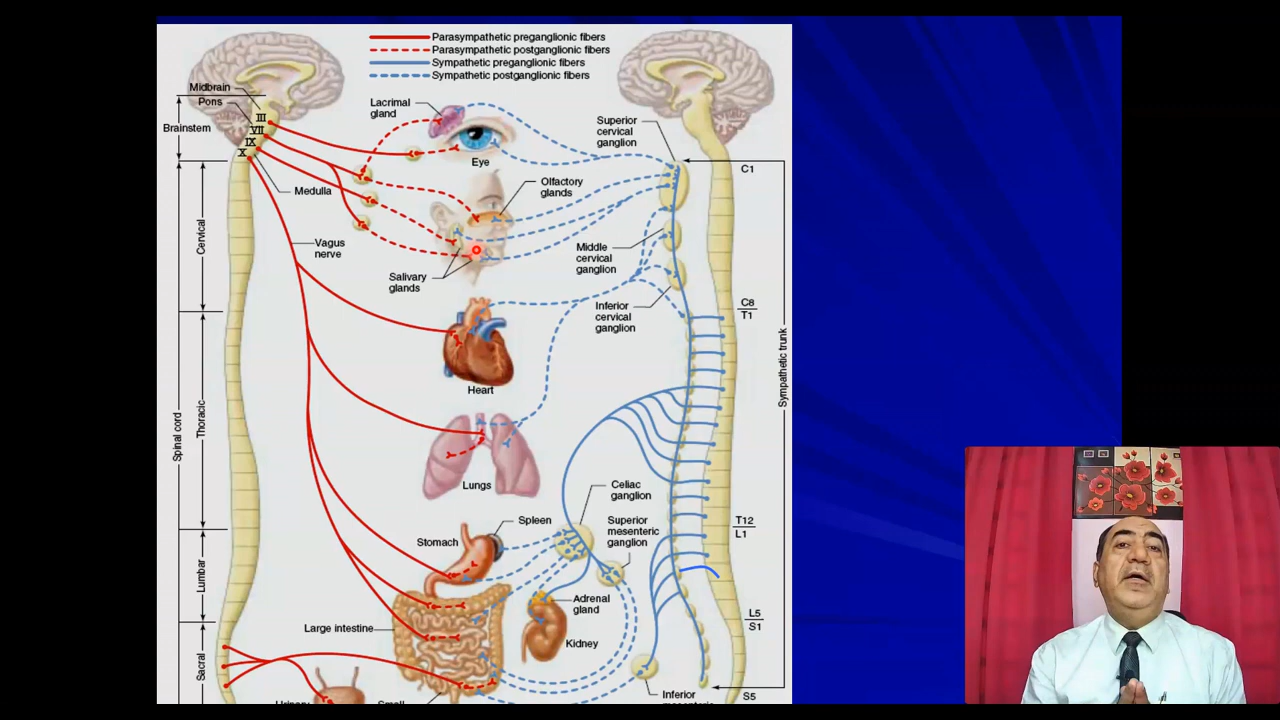 Parasympathetic preganglionic fibers
Parasympathetic postganglionic fibers
Sympathetic preganglionic fibers
Sympathetic postganglionic fibers
Midbrain
Pons
Brainstem
III
VII
IX
X
Medulla
Lacrimal
gland
Eye
Superior
cervical
ganglion
C1
Olfactory
glands
Cervical
Vagus
nerve
Salivary
glands
Middle
cervical
ganglion
Inferior
cervical
ganglion
C8
T1
Heart
Sympathetic trunk
Spinal cord
Thoracic
Lungs
Celiac
ganglion
Spleen
Stomach
Superior
mesenteric
ganglion
T12
L1
Lumbar
Adrenal
gland
Large intestine
Kidney
L5
S1
Sacral
Inferior
S5